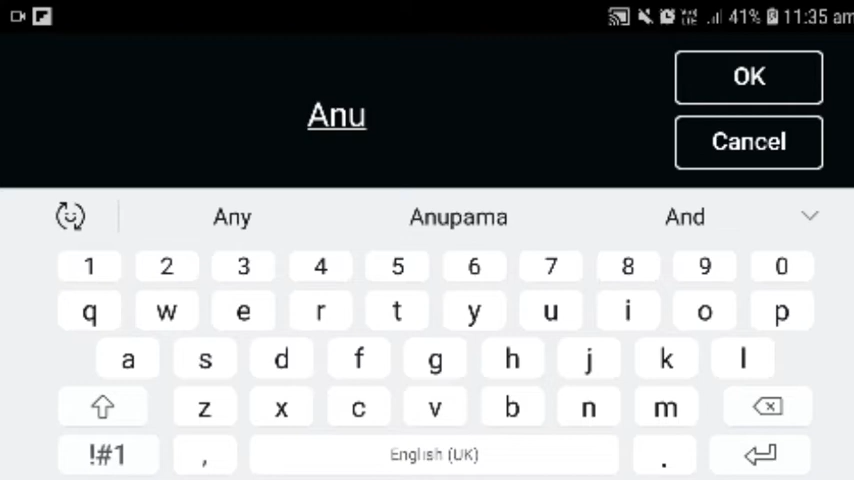 41% 11:35 am
OK
Anu
Cancel
Any Anupama And
1 2 3 4 5 6 7 8 9 0
q w e r t y u i o p
a s d f g h j k l
z x c v b n m
!#1 , English (UK) .